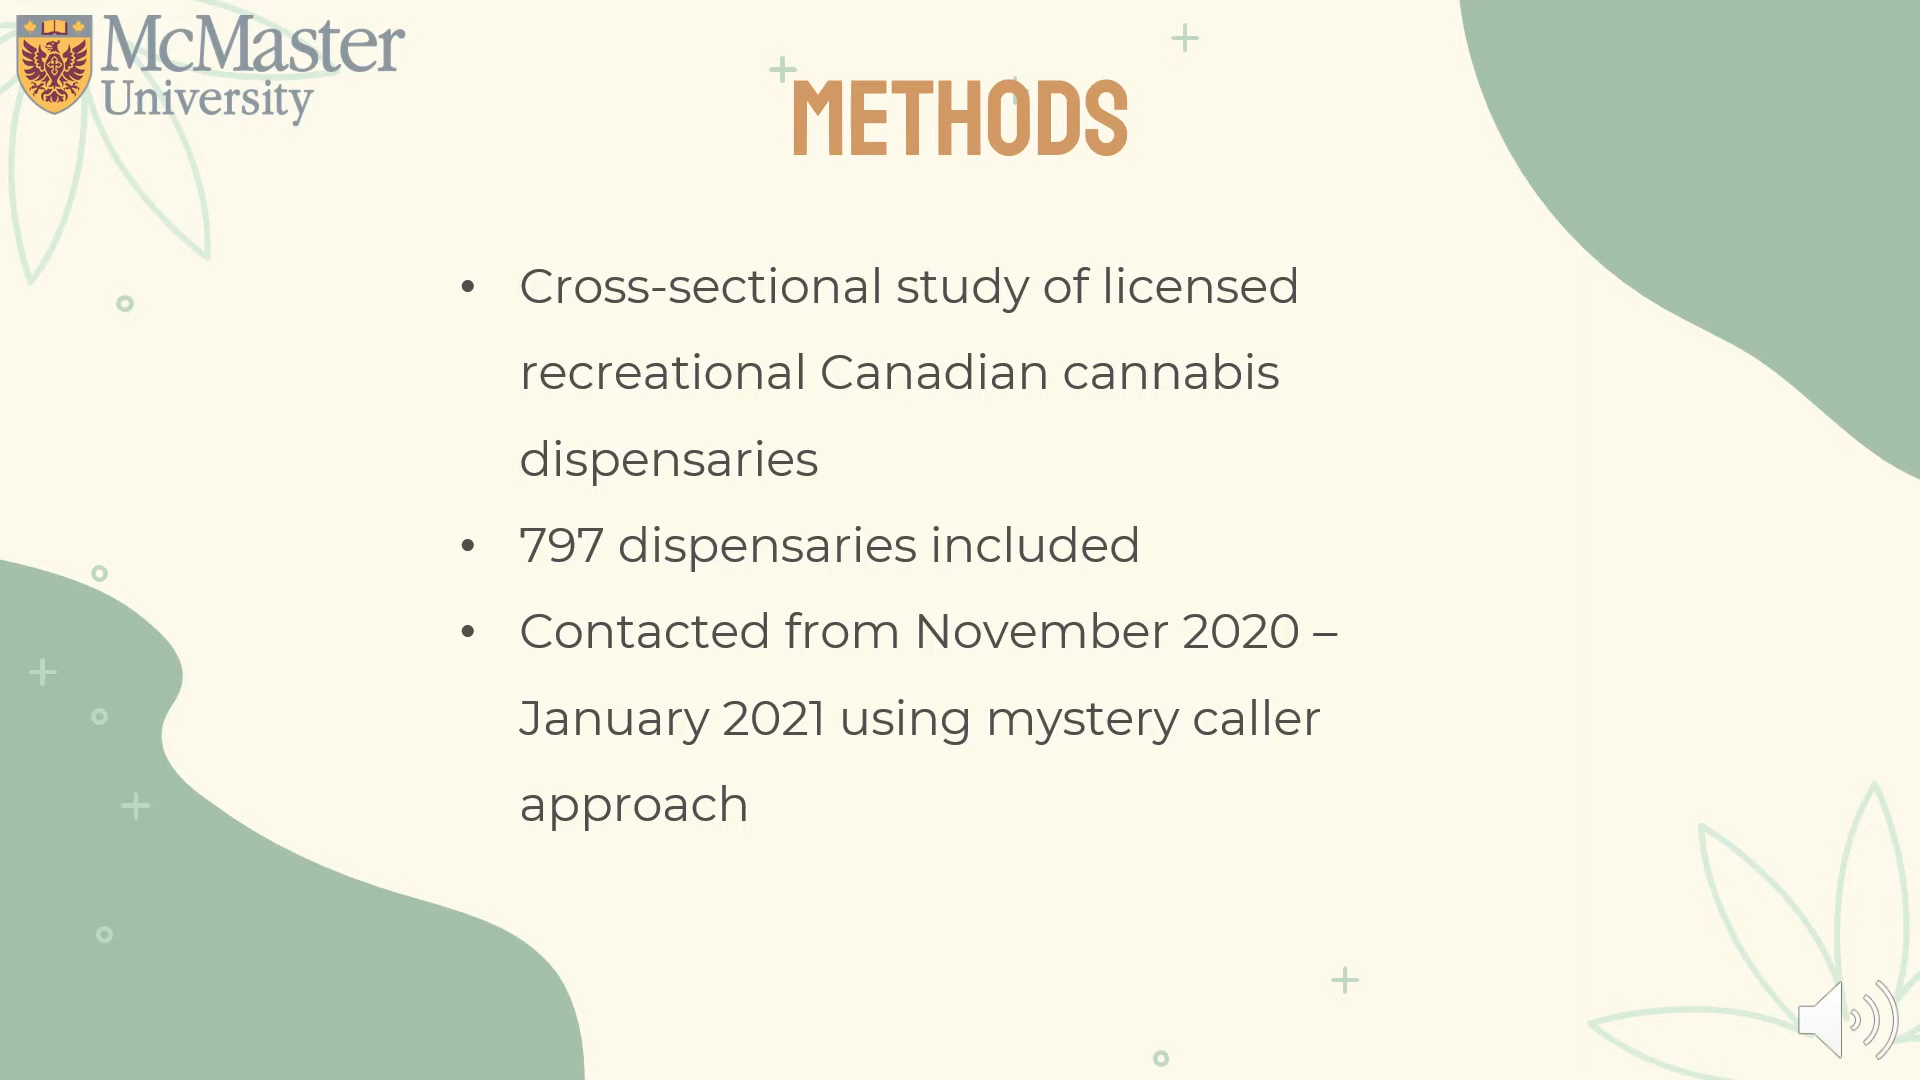 McMaster
University
METHODS
• Cross-sectional study of licensed
recreational Canadian cannabis
dispensaries
• 797 dispensaries included
• Contacted from November 2020 –
January 2021 using mystery caller
approach